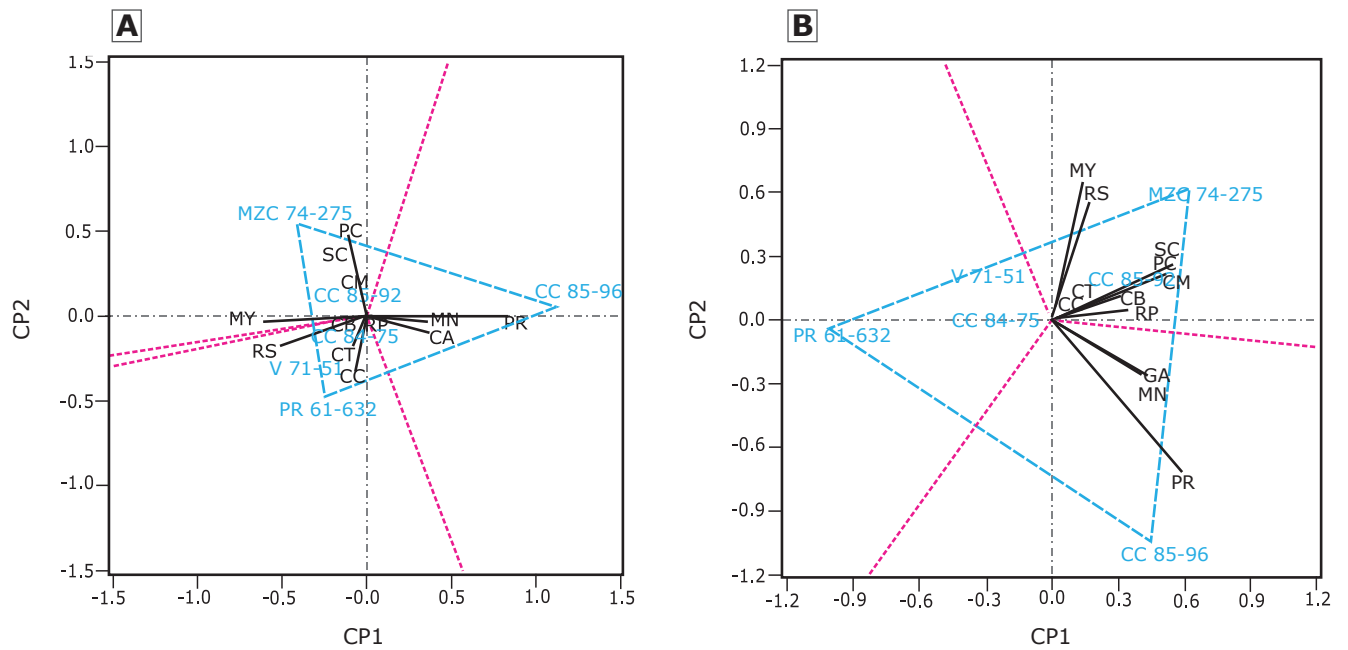 A
1.5
1.0
0.5
0.0
-0.5
-1.0
-1.5
CP2
MZC 74-275
PC
SC
CM
CC 85-92
CC 85-96
MY
RP
MN
PR
RS
CC 84-75
CA
CT
V 71-51
CC
PR 61-632
-1.5
-1.0
-0.5
-0.0
0.5
1.0
1.5
CP1
B
1.2
0.9
0.6
0.3
0.0
-0.3
-0.6
-0.9
-1.2
CP2
MY
RS
MZC 74-275
SC
PC
V 71-51
CC 85-92
CM
CT
CB
CC
RP
CC 84-75
PR 61-632
GA
MN
PR
CC 85-96
-1.2
-0.9
-0.6
-0.3
0.0
0.3
0.6
0.9
1.2
CP1